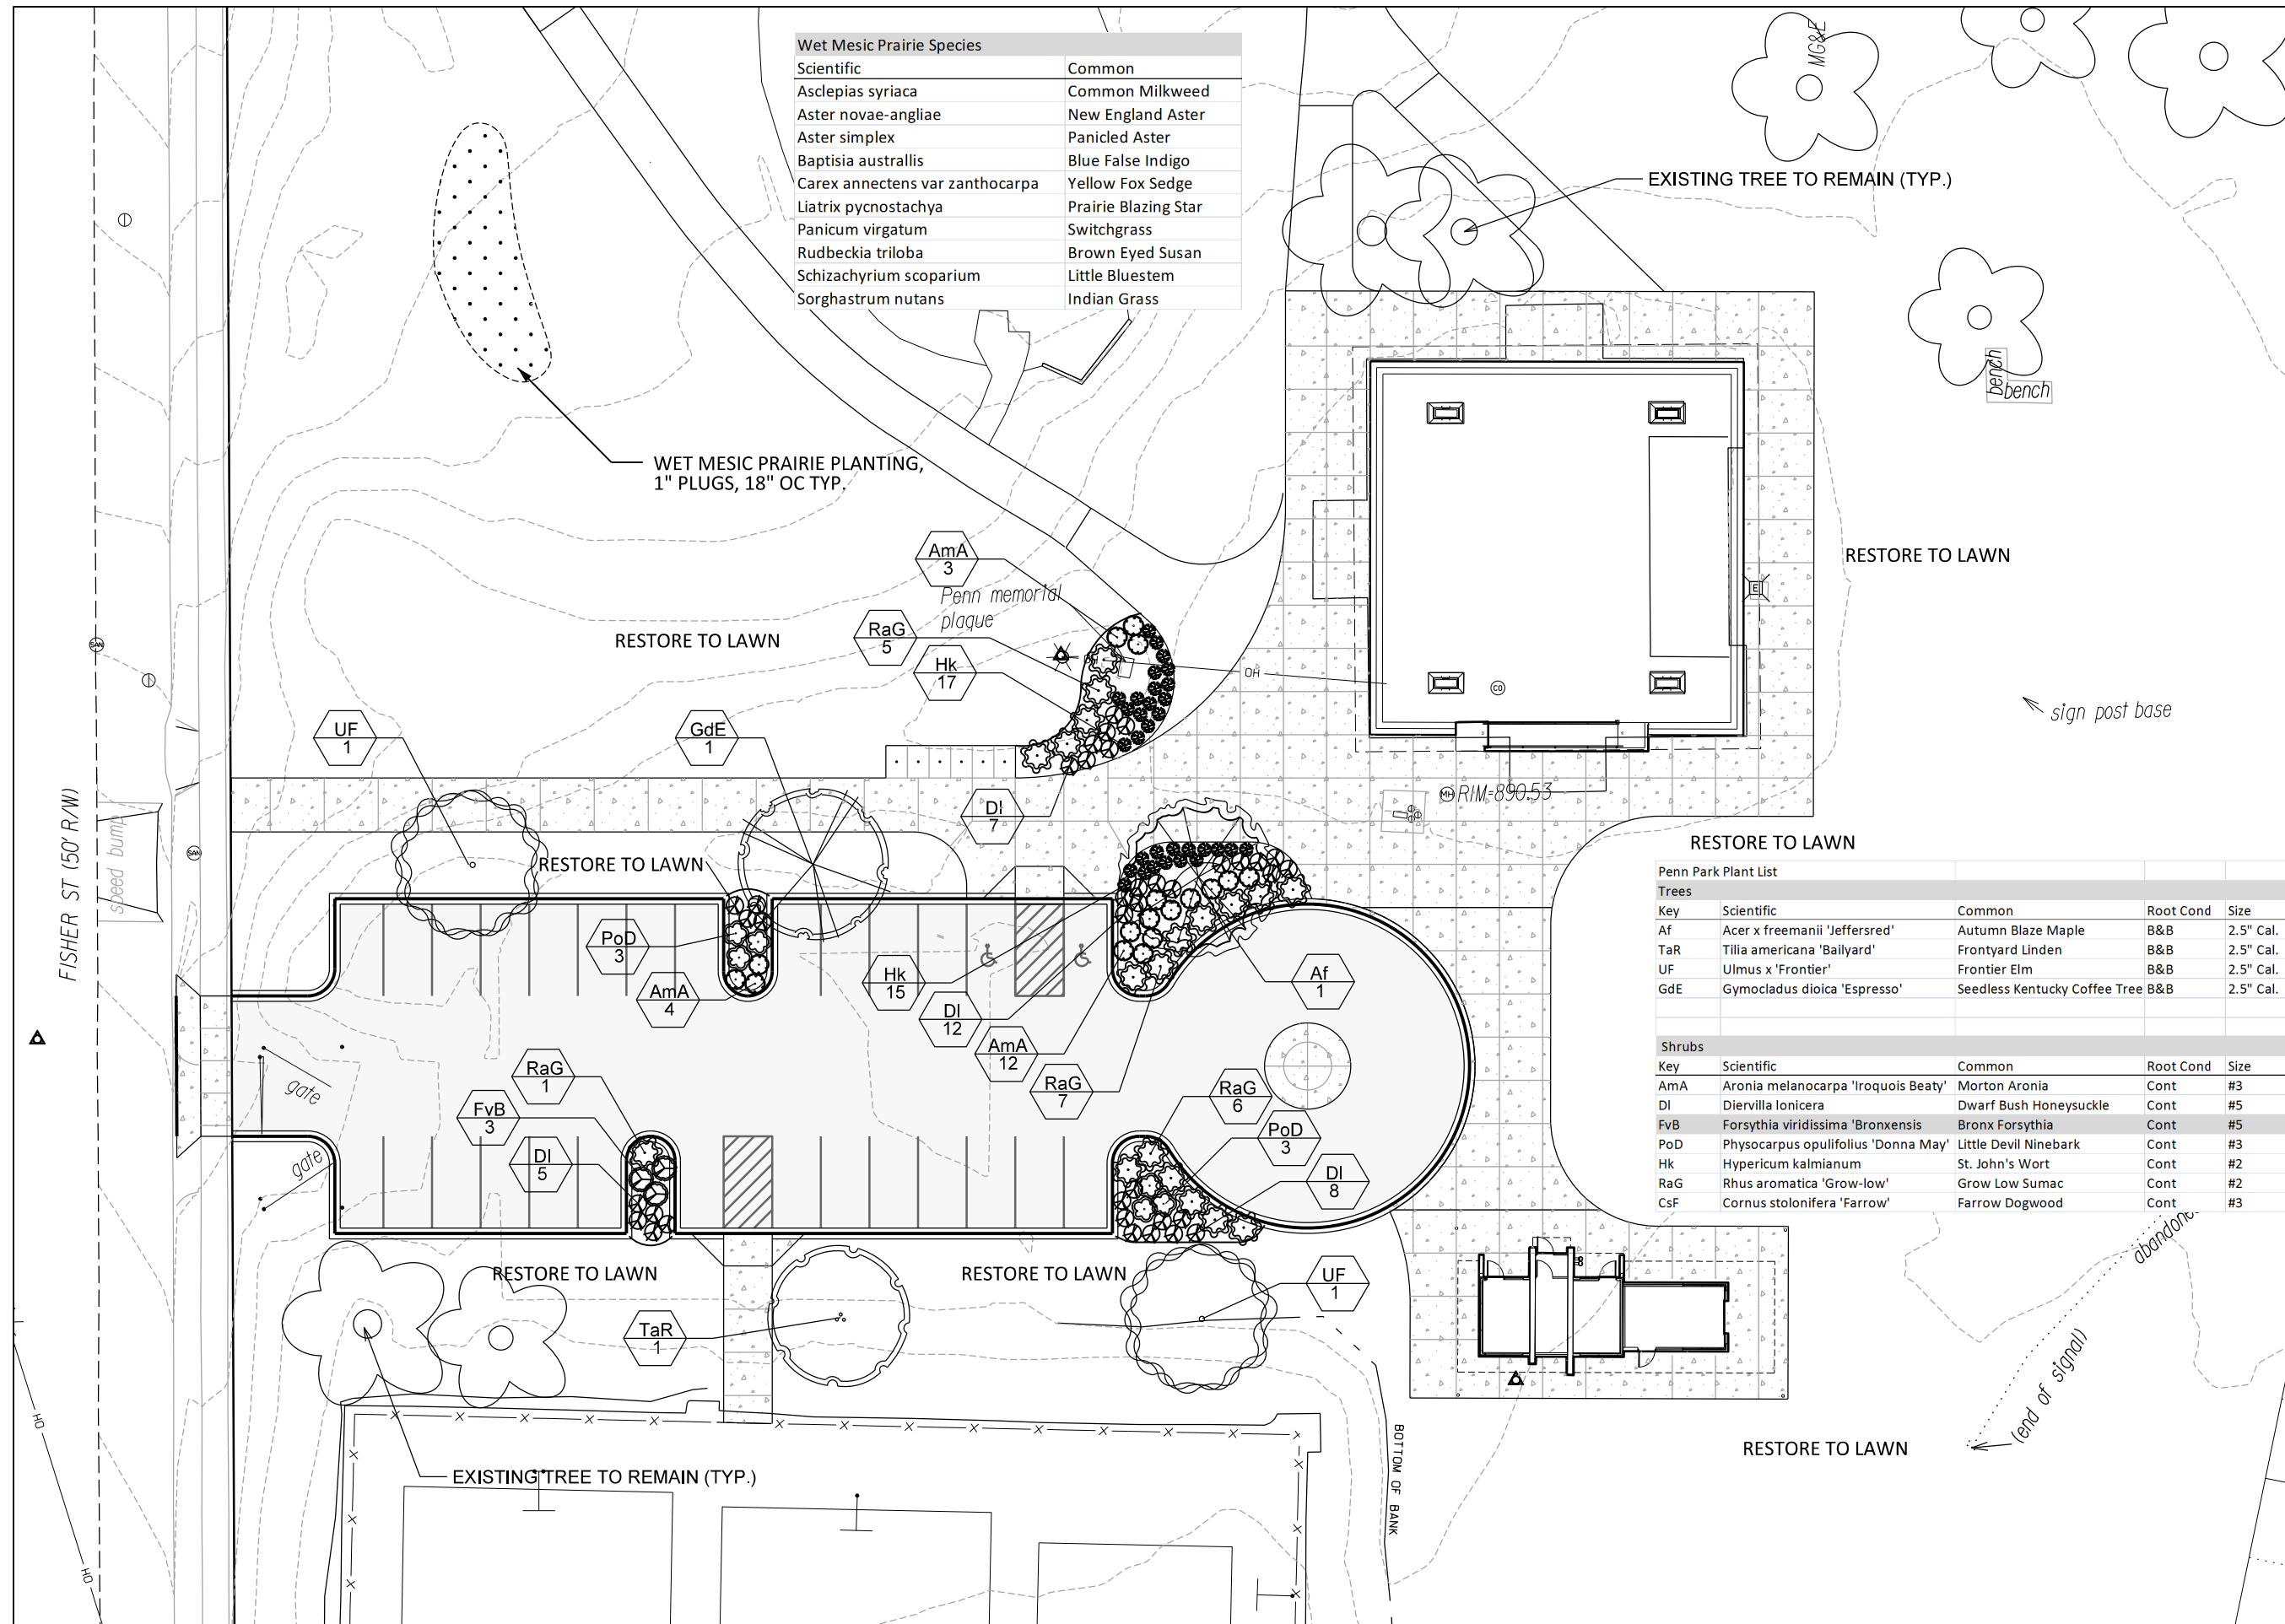 Wet Mesic Prairie Species
Scientific Common
Asclepias syriaca Common Milkweed
Aster novae-angliae New England Aster
Aster simplex Panicled Aster
Baptisia australlis Blue False Indigo
Carex annectens var zanthocarpa Yellow Fox Sedge
Liatrix pycnostachya Prairie Blazing Star
Panicum virgatum Switchgrass
Rudbeckia triloba Brown Eyed Susan
Schizachyrium scoparium Little Bluestem
Sorghastrum nutans Indian Grass
MG&E
EXISTING TREE TO REMAIN (TYP.)
bench
bench
WET MESIC PRAIRIE PLANTING,
1" PLUGS, 18" OC TYP.
RESTORE TO LAWN
AmA
3
Penn memorial
plaque
RaG
5
Hk
17
RESTORE TO LAWN
SAN
OH
E
CO
sign post base
UF
1
GdE
1
DI
7
MH RIM=890.53
FISHER ST (50' R/W)
speed bump
SAN
RESTORE TO LAWN
RESTORE TO LAWN
PoD
3
AmA
4
Hk
15
DI
12
AmA
12
RaG
7
Af
1
RaG
1
FvB
3
DI
5
RaG
6
PoD
3
DI
8
gate
gate
Penn Park Plant List
Trees
Key Scientific Common Root Cond Size
Af Acer x freemanii 'Jeffersred' Autumn Blaze Maple B&B 2.5" Cal.
TaR Tilia americana 'Bailyard' Frontyard Linden B&B 2.5" Cal.
UF Ulmus x 'Frontier' Frontier Elm B&B 2.5" Cal.
GdE Gymocladus dioica 'Espresso' Seedless Kentucky Coffee Tree B&B 2.5" Cal.
Shrubs
Key Scientific Common Root Cond Size
AmA Aronia melanocarpa 'Iroquois Beaty' Morton Aronia Cont #3
DI Diervilla lonicera Dwarf Bush Honeysuckle Cont #5
FvB Forsythia viridissima 'Bronxensis Bronx Forsythia Cont #5
PoD Physocarpus opulifolius 'Donna May' Little Devil Ninebark Cont #3
Hk Hypericum kalmianum St. John's Wort Cont #2
RaG Rhus aromatica 'Grow-low' Grow Low Sumac Cont #2
CsF Cornus stolonifera 'Farrow' Farrow Dogwood Cont #3
RESTORE TO LAWN
RESTORE TO LAWN
TaR
1
UF
1
(end of signal)
RESTORE TO LAWN
EXISTING TREE TO REMAIN (TYP.)
BOTTOM OF BANK
OH
OH